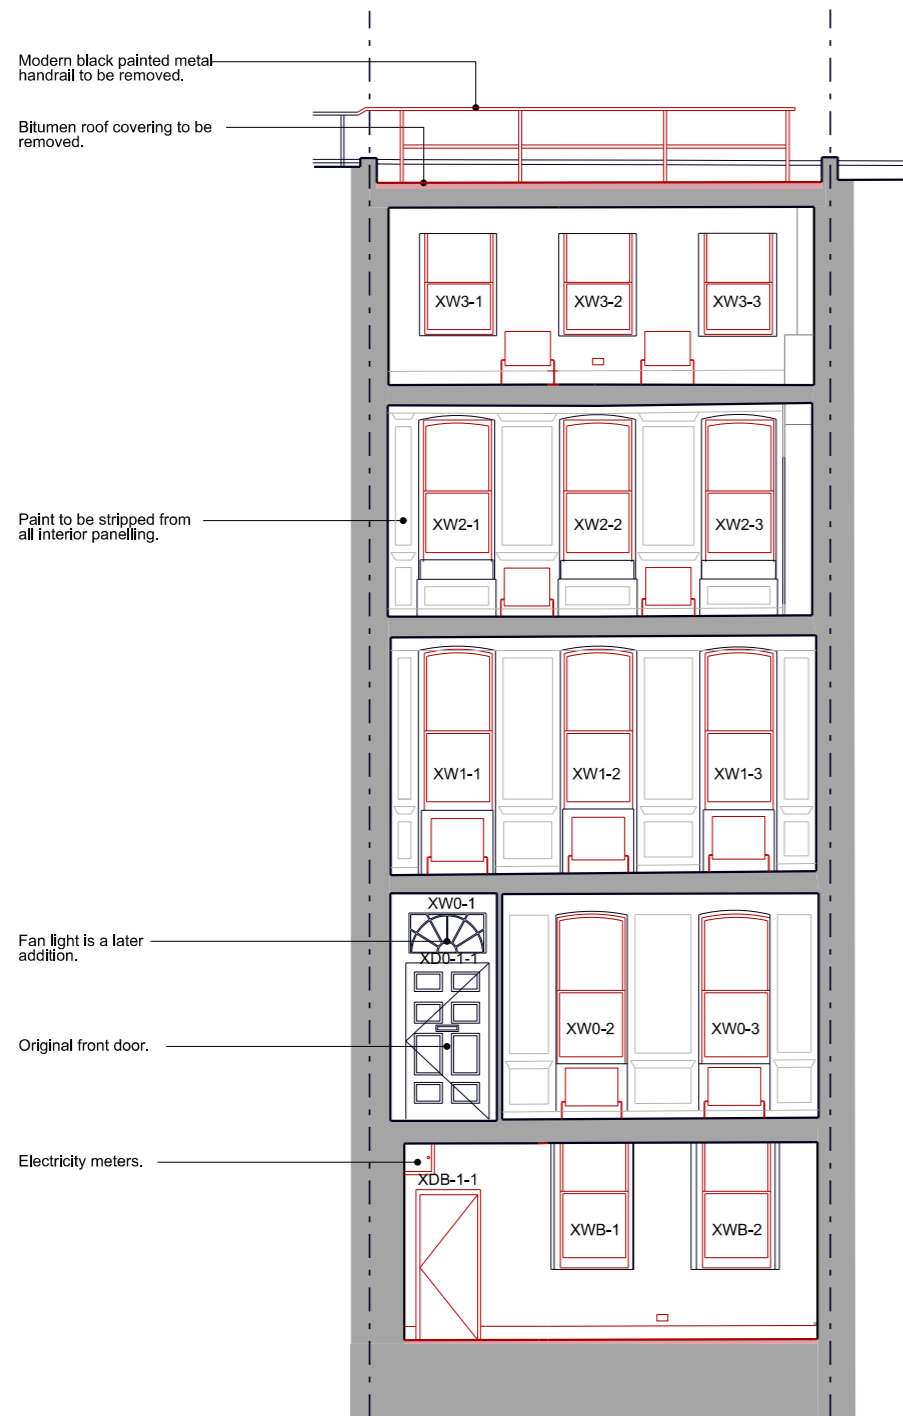 Modern black painted metal
handrail to be removed.
Bitumen roof covering to be
removed.
XW3-1 XW3-2 XW3-3
Paint to be stripped from
all interior panelling.
XW2-1 XW2-2 XW2-3
XW1-1 XW1-2 XW1-3
XW0-1
Fan light is a later
addition.
XD0-1-1
XW0-2 XW0-3
Original front door.
Electricity meters.
XDB-1-1
XWB-1 XWB-2